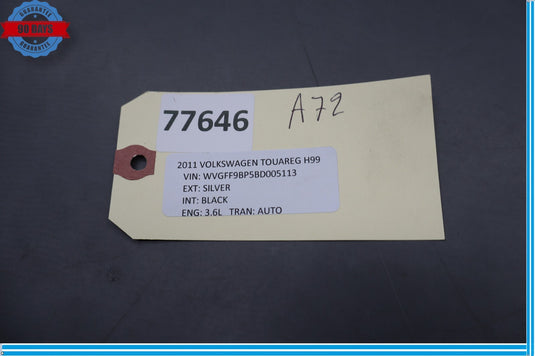 GUARANTEE
90 DAYS
GUARANTEE
77646
A72
2011 VOLKSWAGEN TOUAREG H99
VIN: WVGFF9BP5BD005113
EXT: SILVER
INT: BLACK
ENG: 3.6L TRAN: AUTO